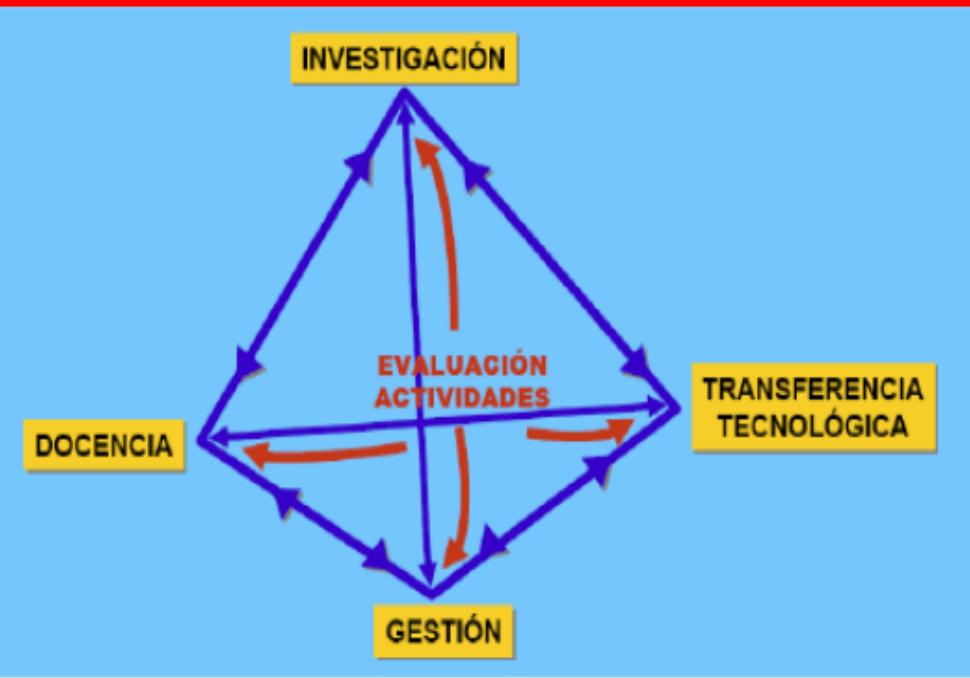 INVESTIGACIÓN
EVALUACIÓN
ACTIVIDADES
TRANSFERENCIA
TECNOLÓGICA
DOCENCIA
GESTIÓN